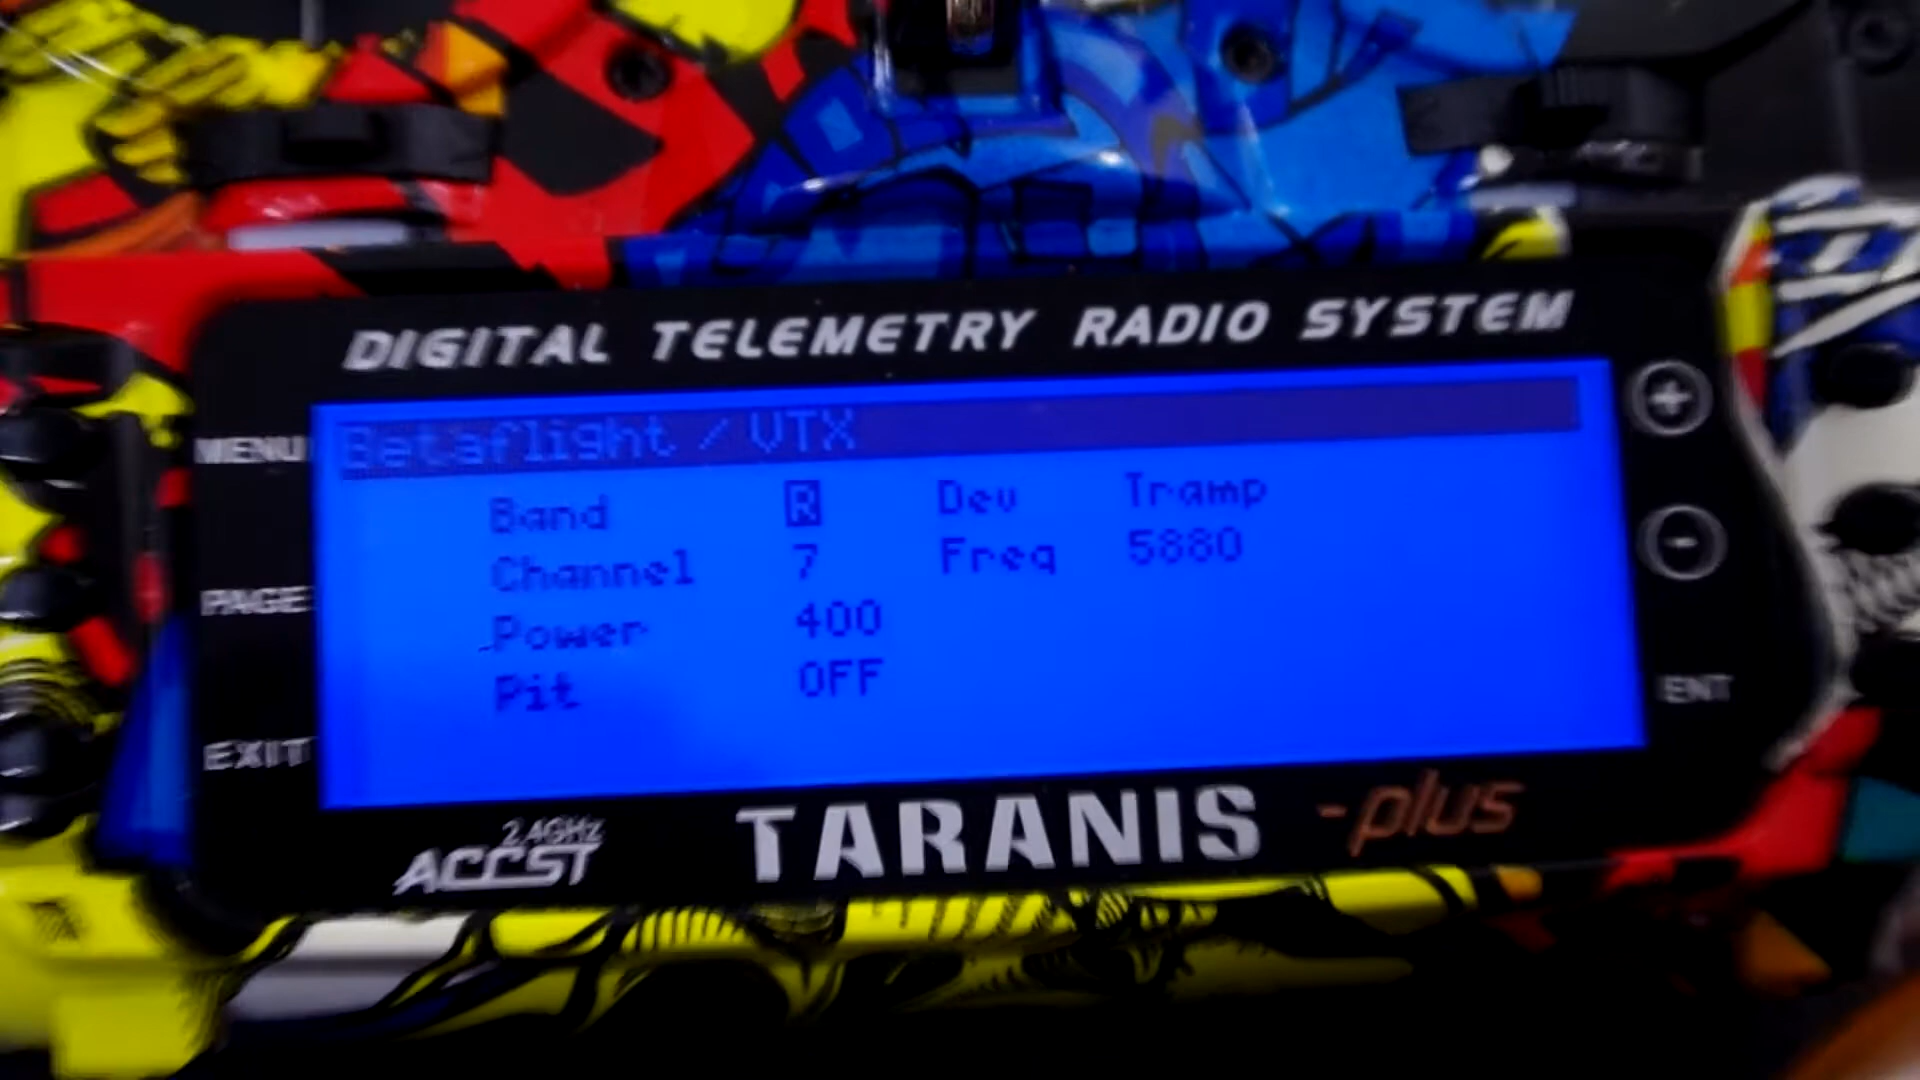 DIGITAL TELEMETRY RADIO SYSTEM
MENU
PAGE
EXIT
Betaflight / VTX
Band R Dev Tramp
Channel 7 Freq 5880
Power 400
Pit OFF
+
-
ENT
2.4GHz
ACCST
TARANIS -plus